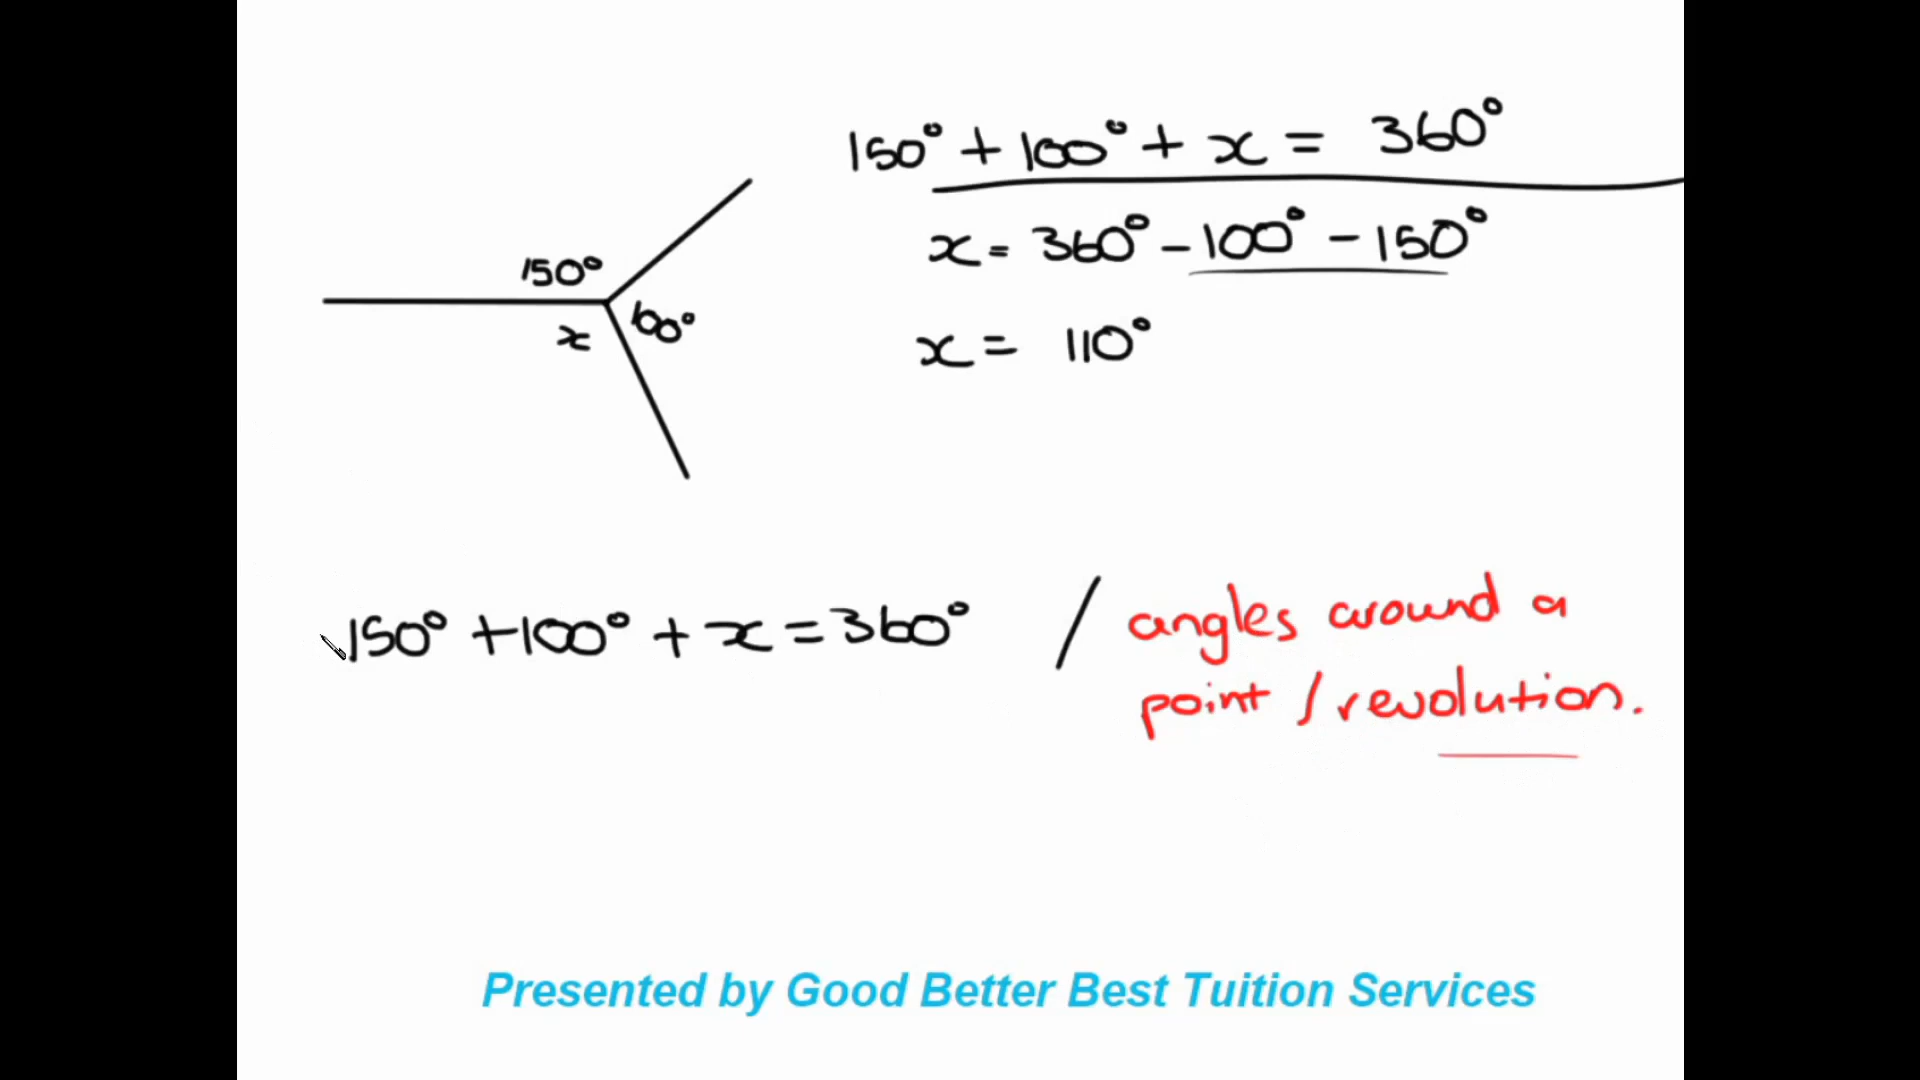 150° + 100° + x = 360°
x = 360° - 100° - 150°
150°
x
100°
x = 110°
150° + 100° + x = 360° / angles around a
point / revolution.
Presented by Good Better Best Tuition Services